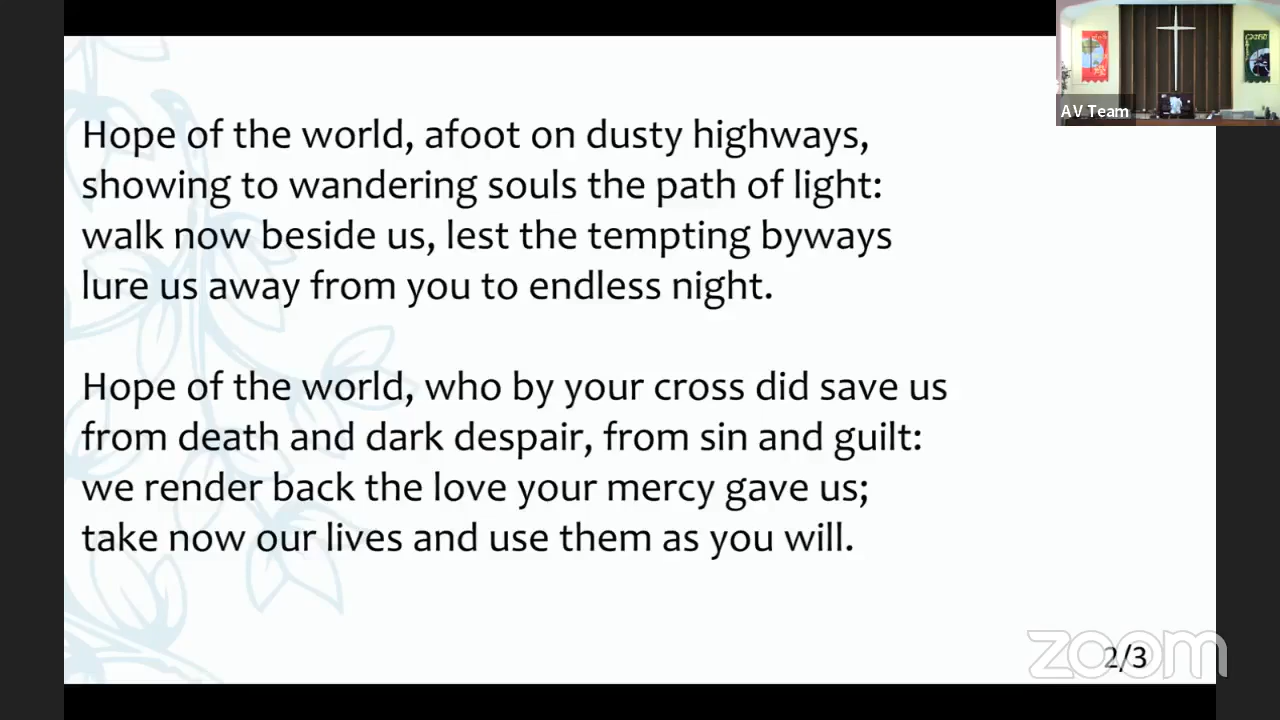 Hope of the world, afoot on dusty highways,
showing to wandering souls the path of light:
walk now beside us, lest the tempting byways
lure us away from you to endless night.
Hope of the world, who by your cross did save us
from death and dark despair, from sin and guilt:
we render back the love your mercy gave us;
take now our lives and use them as you will.
2/3
zoom
AV Team